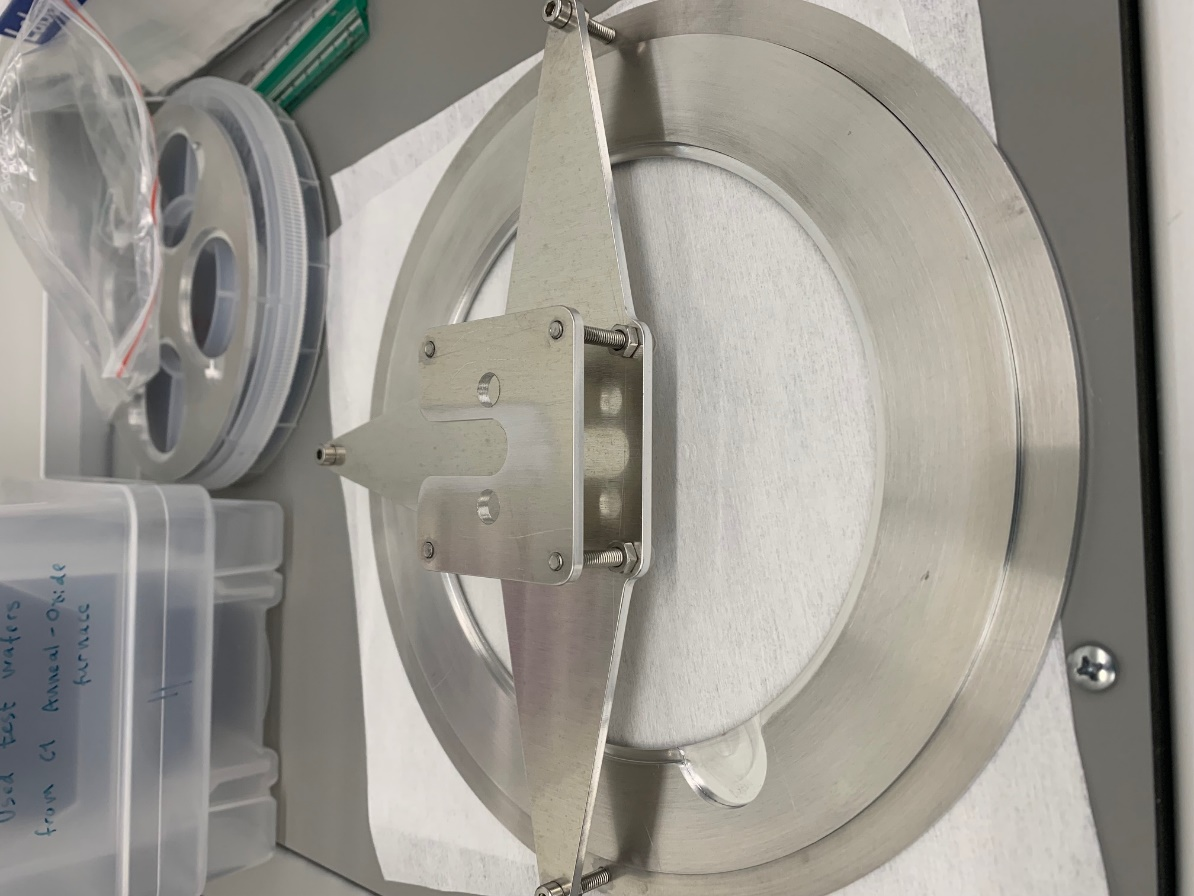 Used test wafers
from C1 Anneal-Oxide
furnace